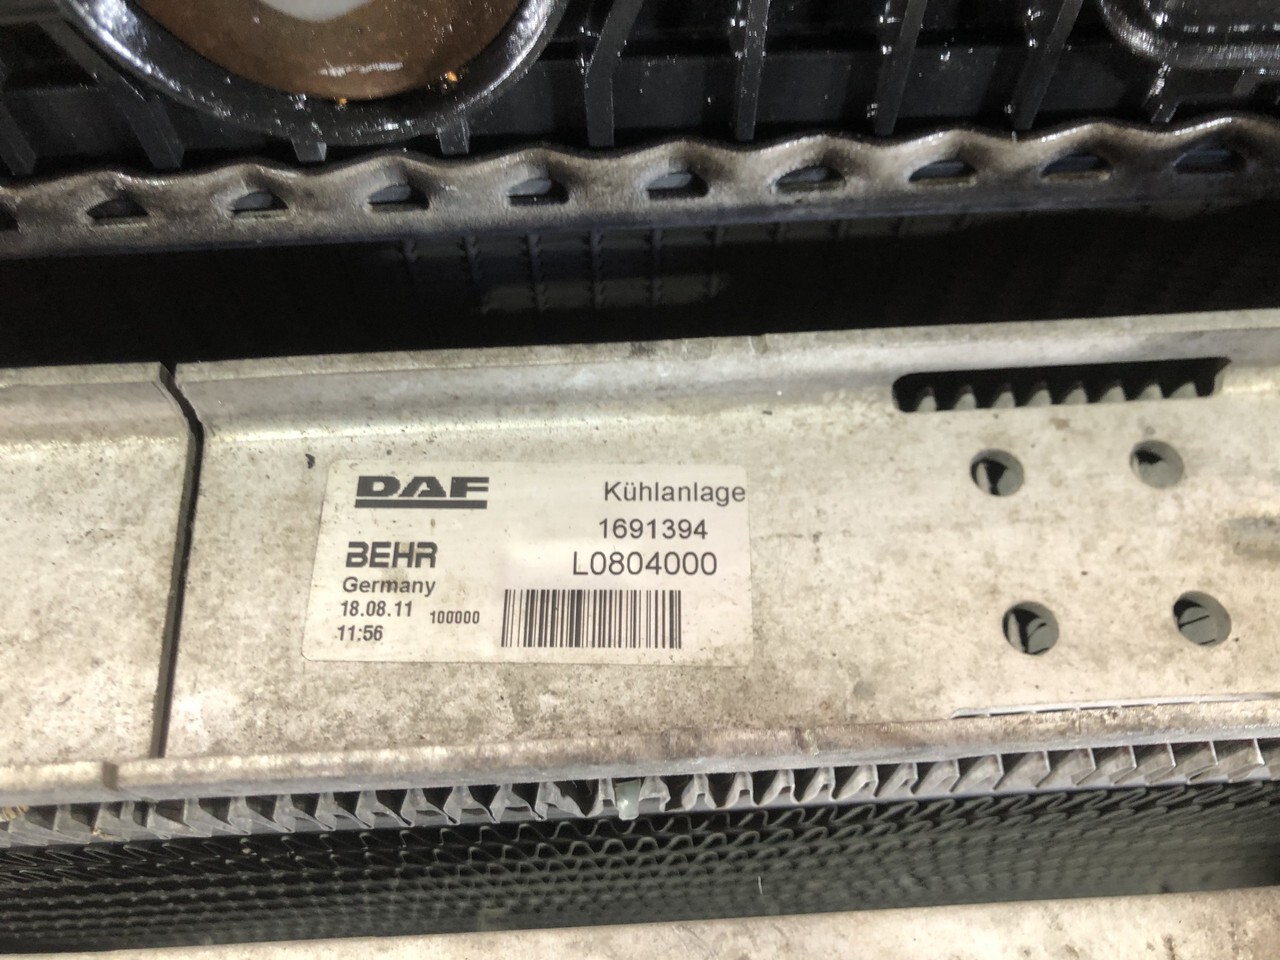 DAF
Kühlanlage
1691394
BEHR
L0804000
Germany
18.08.11 100000
11:56